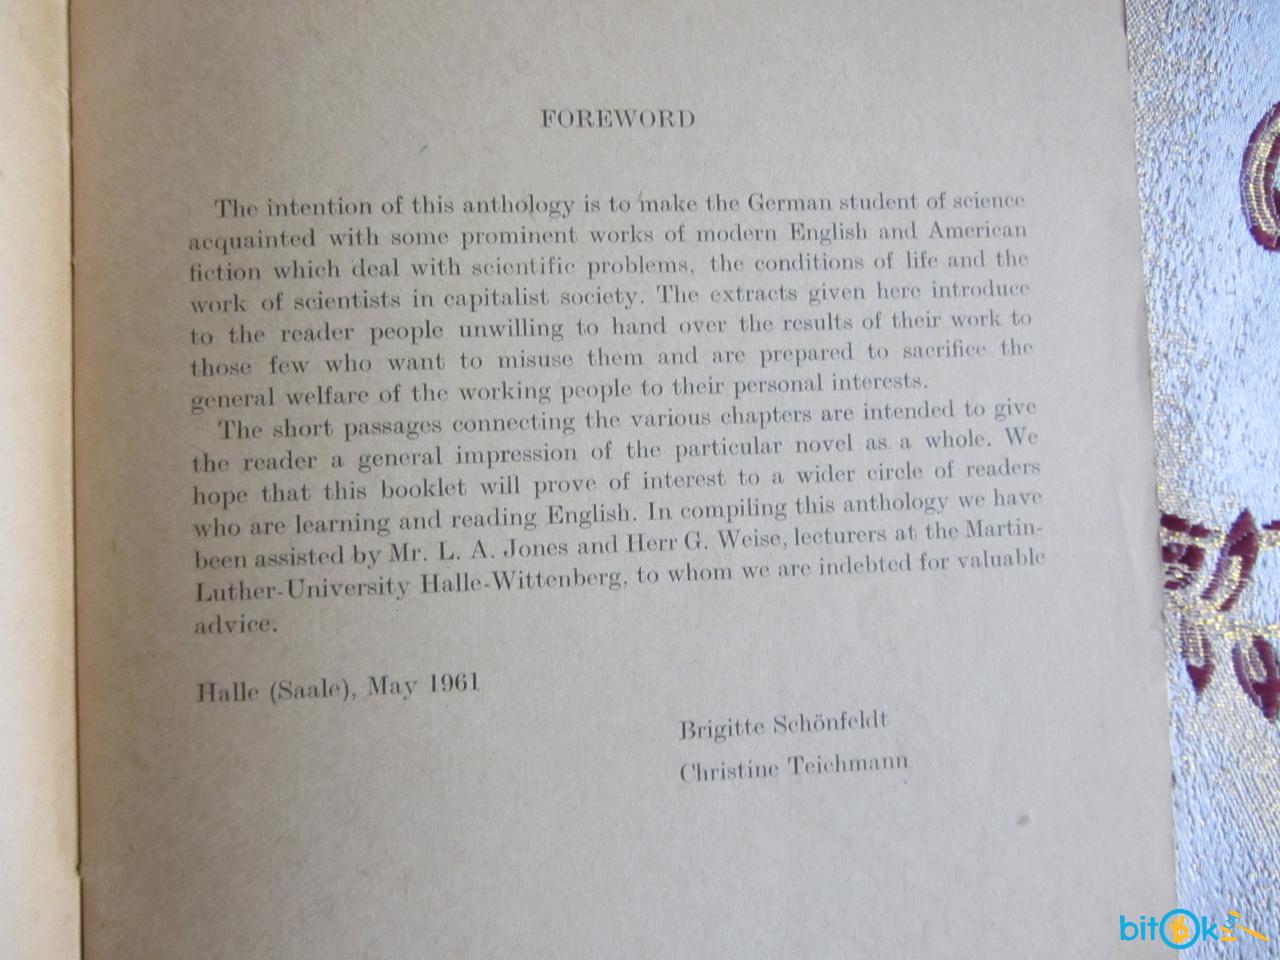 FOREWORD
The intention of this anthology is to make the German student of science
acquainted with some prominent works of modern English and American
fiction which deal with scientific problems, the conditions of life and the
work of scientists in capitalist society. The extracts given here introduce
to the reader people unwilling to hand over the results of their work to
those few who want to misuse them and are prepared to sacrifice the
general welfare of the working people to their personal interests.
The short passages connecting the various chapters are intended to give
the reader a general impression of the particular novel as a whole. We
hope that this booklet will prove of interest to a wider circle of readers
who are learning and reading English. In compiling this anthology we have
been assisted by Mr. L. A. Jones and Herr G. Weise, lecturers at the Martin-
Luther-University Halle-Wittenberg, to whom we are indebted for valuable
advice.
Halle (Saale), May 1961
Brigitte Schönfeldt
Christine Teichmann
bitOk